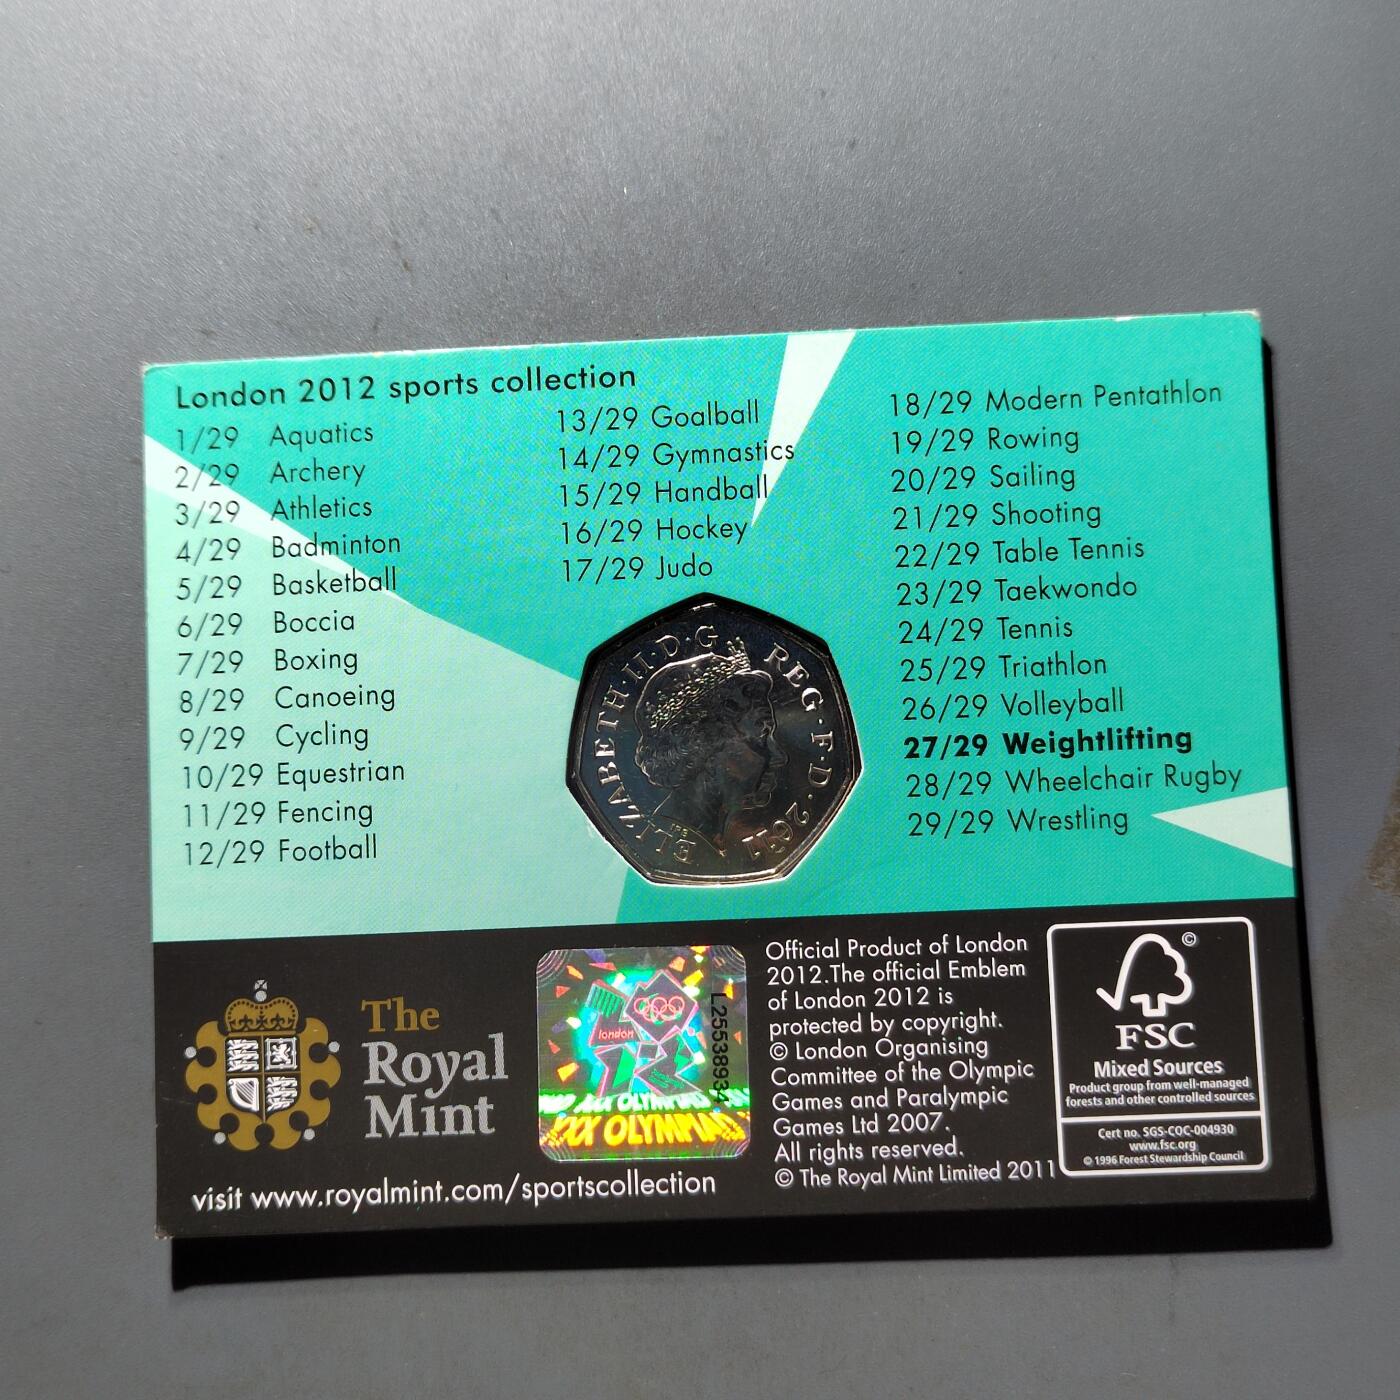 London 2012 sports collection
1/29 Aquatics
2/29 Archery
3/29 Athletics
4/29 Badminton
5/29 Basketball
6/29 Boccia
7/29 Boxing
8/29 Canoeing
9/29 Cycling
10/29 Equestrian
11/29 Fencing
12/29 Football
13/29 Goalball
14/29 Gymnastics
15/29 Handball
16/29 Hockey
17/29 Judo
18/29 Modern Pentathlon
19/29 Rowing
20/29 Sailing
21/29 Shooting
22/29 Table Tennis
23/29 Taekwondo
24/29 Tennis
25/29 Triathlon
26/29 Volleyball
27/29 Weightlifting
28/29 Wheelchair Rugby
29/29 Wrestling
ELIZABETH·II·D·G REG·F·D·2011
IRB
The
Royal
Mint
visit www.royalmint.com/sportscollection
london
L25538934
XXX OLYMPIAD
Official Product of London
2012.The official Emblem
of London 2012 is
protected by copyright.
© London Organising
Committee of the Olympic
Games and Paralympic
Games Ltd 2007.
All rights reserved.
© The Royal Mint Limited 2011
©
FSC
Mixed Sources
Product group from well-managed
forests and other controlled sources
Cert no. SGS-COC-004930
www.fsc.org
© 1996 Forest Stewardship Council